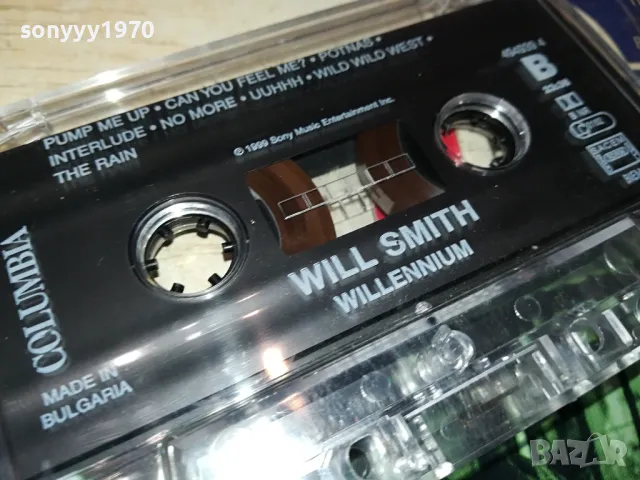 sonyyy1970
PUMP ME UP • CAN YOU FEEL ME? • POTNAS •
INTERLUDE • NO MORE • UUHHH • WILD WILD WEST •
THE RAIN
B
℗ 1999 Sony Music Entertainment Inc.
WILL SMITH
WILLENNIUM
COLUMBIA
MADE IN
BULGARIA
BAZAR